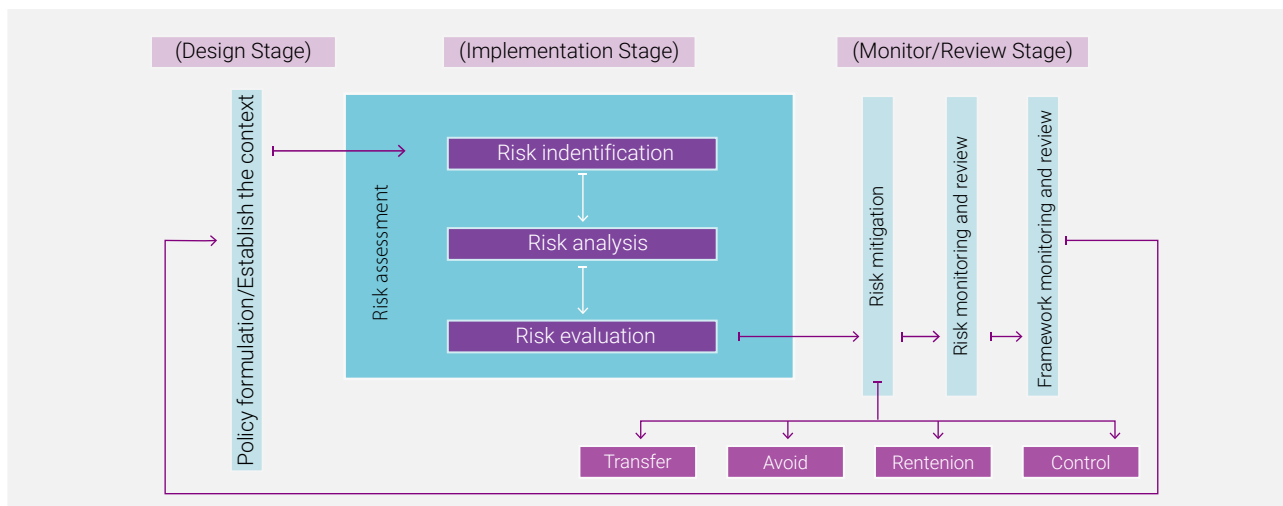 (Design Stage)
(Implementation Stage)
(Monitor/Review Stage)
Policy formulation/Establish the context
Risk assessment
Risk indentification
Risk analysis
Risk evaluation
Risk mitigation
Risk monitoring and review
Framework monitoring and review
Transfer
Avoid
Rentenion
Control